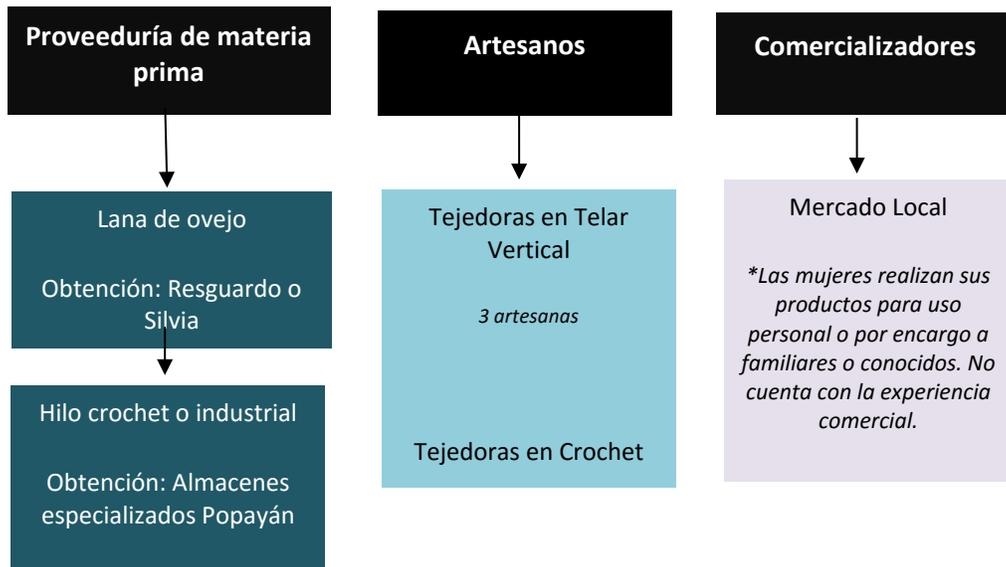 Proveeduría de materia
prima
Lana de ovejo
Obtención: Resguardo o
Silvia
Hilo crochet o industrial
Obtención: Almacenes
especializados Popayán
Artesanos
Tejedoras en Telar
Vertical
3 artesanas
Tejedoras en Crochet
Comercializadores
Mercado Local
*Las mujeres realizan sus
productos para uso
personal o por encargo a
familiares o conocidos. No
cuenta con la experiencia
comercial.